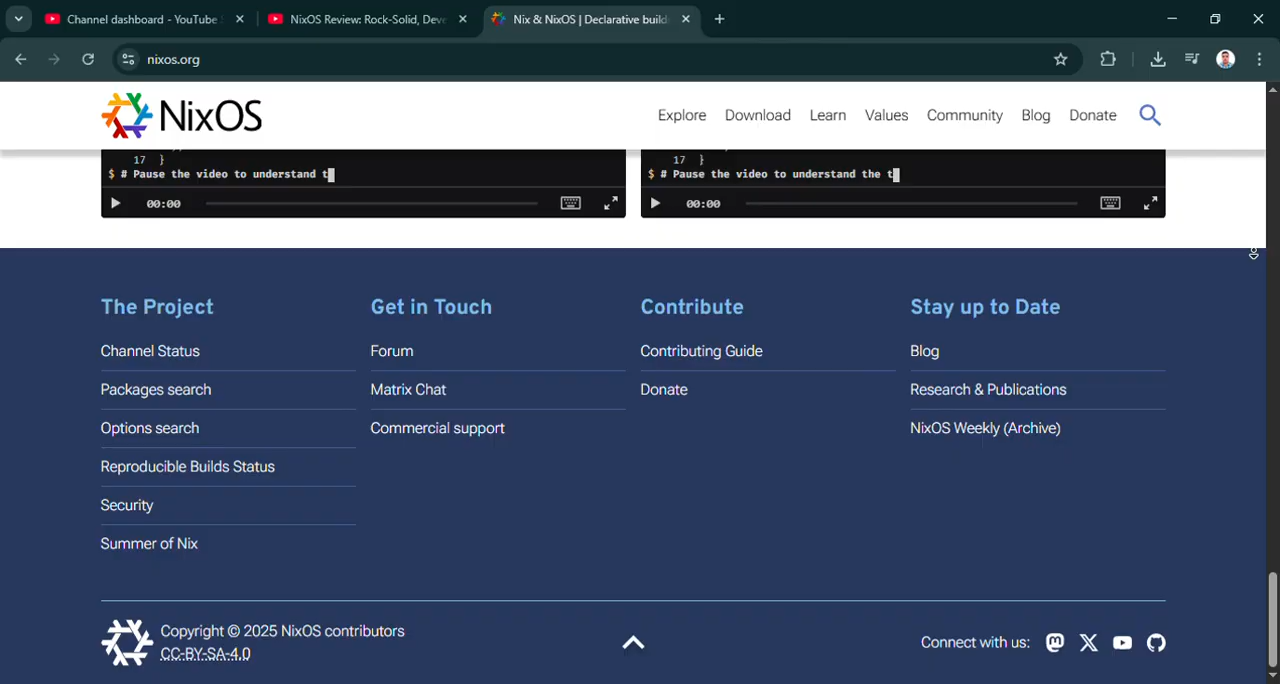 Channel dashboard - YouTube
NixOS Review: Rock-Solid, Deve
Nix & NixOS | Declarative build
nixos.org
NixOS
Explore
Download
Learn
Values
Community
Blog
Donate
17 }
$ # Pause the video to understand t
00:00
17 }
$ # Pause the video to understand the t
00:00
The Project
Channel Status
Packages search
Options search
Reproducible Builds Status
Security
Summer of Nix
Get in Touch
Forum
Matrix Chat
Commercial support
Contribute
Contributing Guide
Donate
Stay up to Date
Blog
Research & Publications
NixOS Weekly (Archive)
Copyright © 2025 NixOS contributors
CC-BY-SA-4.0
Connect with us: